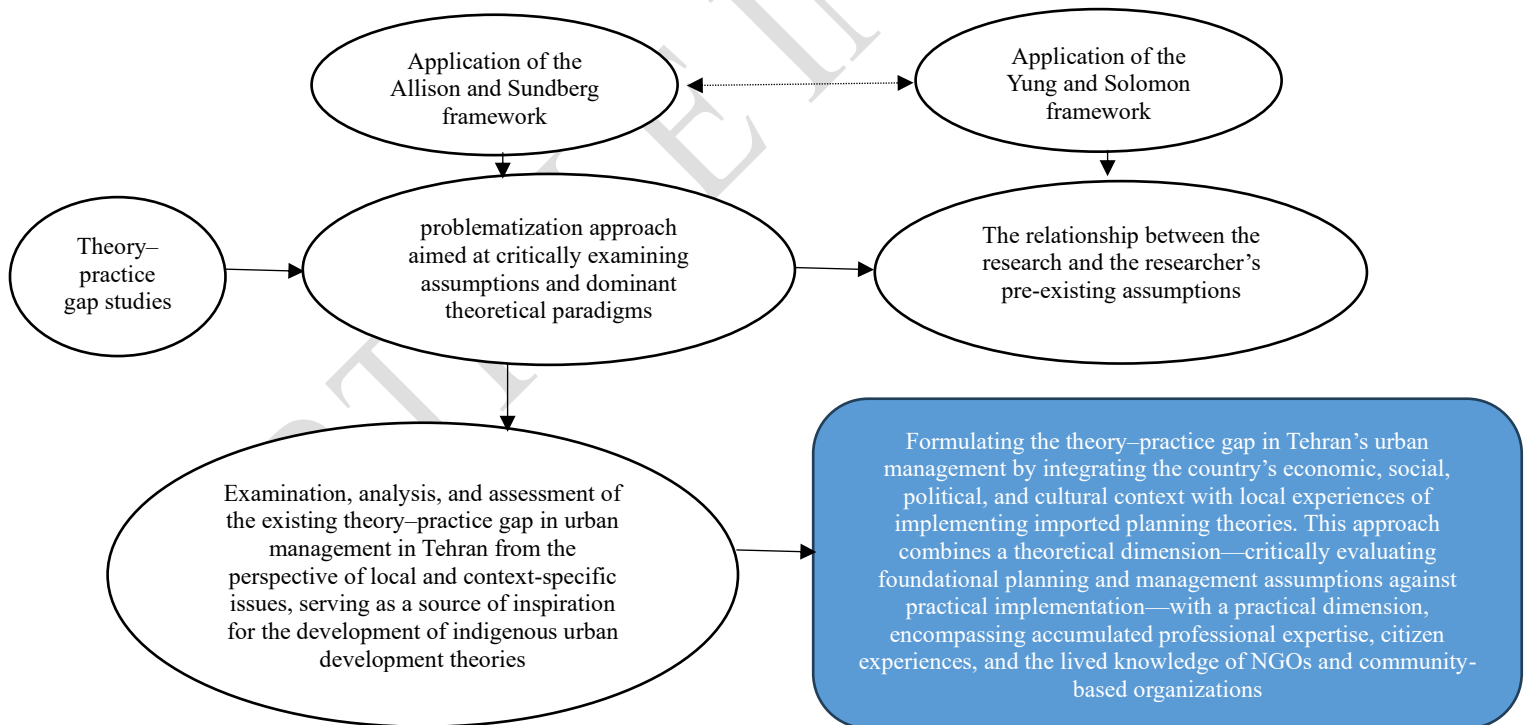 Application of the
Allison and Sundberg
framework
Application of the
Yung and Solomon
framework
Theory–
practice
gap studies
problematization approach
aimed at critically examining
assumptions and dominant
theoretical paradigms
The relationship between the
research and the researcher’s
pre-existing assumptions
Examination, analysis, and assessment of
the existing theory–practice gap in urban
management in Tehran from the
perspective of local and context-specific
issues, serving as a source of inspiration
for the development of indigenous urban
development theories
Formulating the theory–practice gap in Tehran’s urban
management by integrating the country’s economic, social,
political, and cultural context with local experiences of
implementing imported planning theories. This approach
combines a theoretical dimension—critically evaluating
foundational planning and management assumptions against
practical implementation—with a practical dimension,
encompassing accumulated professional expertise, citizen
experiences, and the lived knowledge of NGOs and community-
based organizations